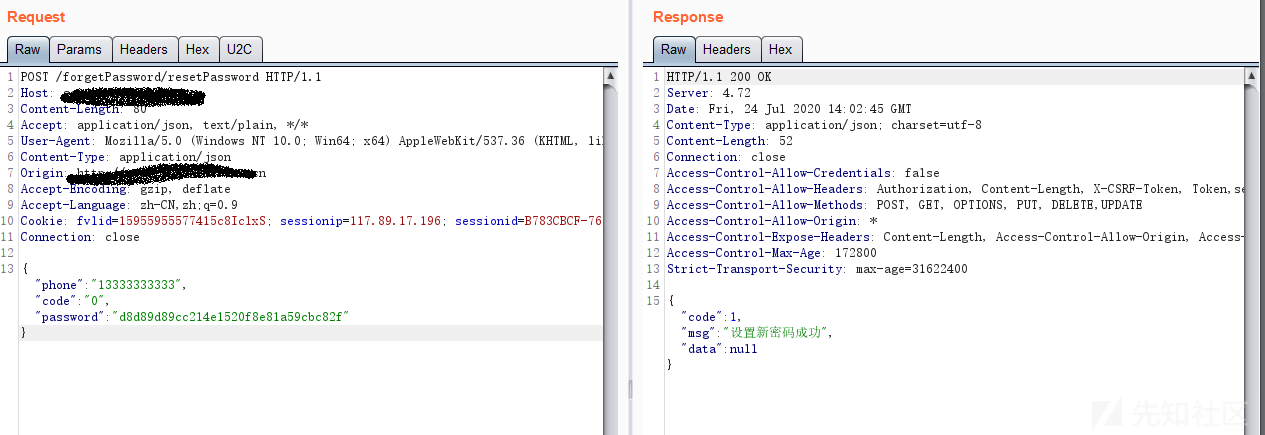 Request
Raw Params Headers Hex U2C
1 POST /forgetPassword/resetPassword HTTP/1.1
2 Host:
3 Content-Length: 80
4 Accept: application/json, text/plain, */*
5 User-Agent: Mozilla/5.0 (Windows NT 10.0; Win64; x64) AppleWebKit/537.36 (KHTML, li
6 Content-Type: application/json
7 Origin:
8 Accept-Encoding: gzip, deflate
9 Accept-Language: zh-CN,zh;q=0.9
10 Cookie: fvlid=15955955577415c8IclxS; sessionip=117.89.17.196; sessionid=B783CBCF-76
11 Connection: close
12
13 {
"phone":"13333333333",
"code":"0",
"password":"d8d89d89cc214e1520f8e81a59cbc82f"
}
Response
Raw Headers Hex
1 HTTP/1.1 200 OK
2 Server: 4.72
3 Date: Fri, 24 Jul 2020 14:02:45 GMT
4 Content-Type: application/json; charset=utf-8
5 Content-Length: 52
6 Connection: close
7 Access-Control-Allow-Credentials: false
8 Access-Control-Allow-Headers: Authorization, Content-Length, X-CSRF-Token, Token,se
9 Access-Control-Allow-Methods: POST, GET, OPTIONS, PUT, DELETE,UPDATE
10 Access-Control-Allow-Origin: *
11 Access-Control-Expose-Headers: Content-Length, Access-Control-Allow-Origin, Access-
12 Access-Control-Max-Age: 172800
13 Strict-Transport-Security: max-age=31622400
14
15 {
"code":1,
"msg":"设置新密码成功",
"data":null
}
先知社区